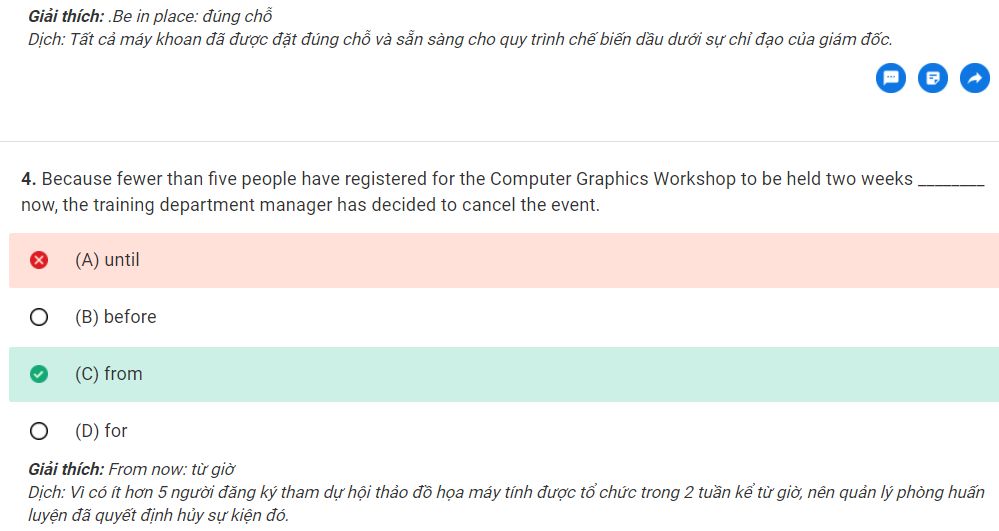 Giải thích: .Be in place: đúng chỗ
Dịch: Tất cả máy khoan đã được đặt đúng chỗ và sẵn sàng cho quy trình chế biến dầu dưới sự chỉ đạo của giám đốc.
4. Because fewer than five people have registered for the Computer Graphics Workshop to be held two weeks ________
now, the training department manager has decided to cancel the event.
(A) until
(B) before
(C) from
(D) for
Giải thích: From now: từ giờ
Dịch: Vì có ít hơn 5 người đăng ký tham dự hội thảo đồ họa máy tính được tổ chức trong 2 tuần kể từ giờ, nên quản lý phòng huấn
luyện đã quyết định hủy sự kiện đó.